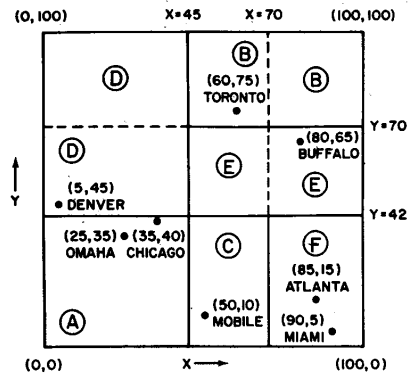 (0,100) X=45 X=70 (100,100)
B
D (60,75) B
TORONTO
Y=70
D (80,65)
BUFFALO
E
(5,45) E
Y DENVER
Y=42
(25,35) (35,40) C F
OMAHA CHICAGO (85,15)
ATLANTA
(50,10)
A MOBILE (90,5)
MIAMI
(0,0) X (100,0)